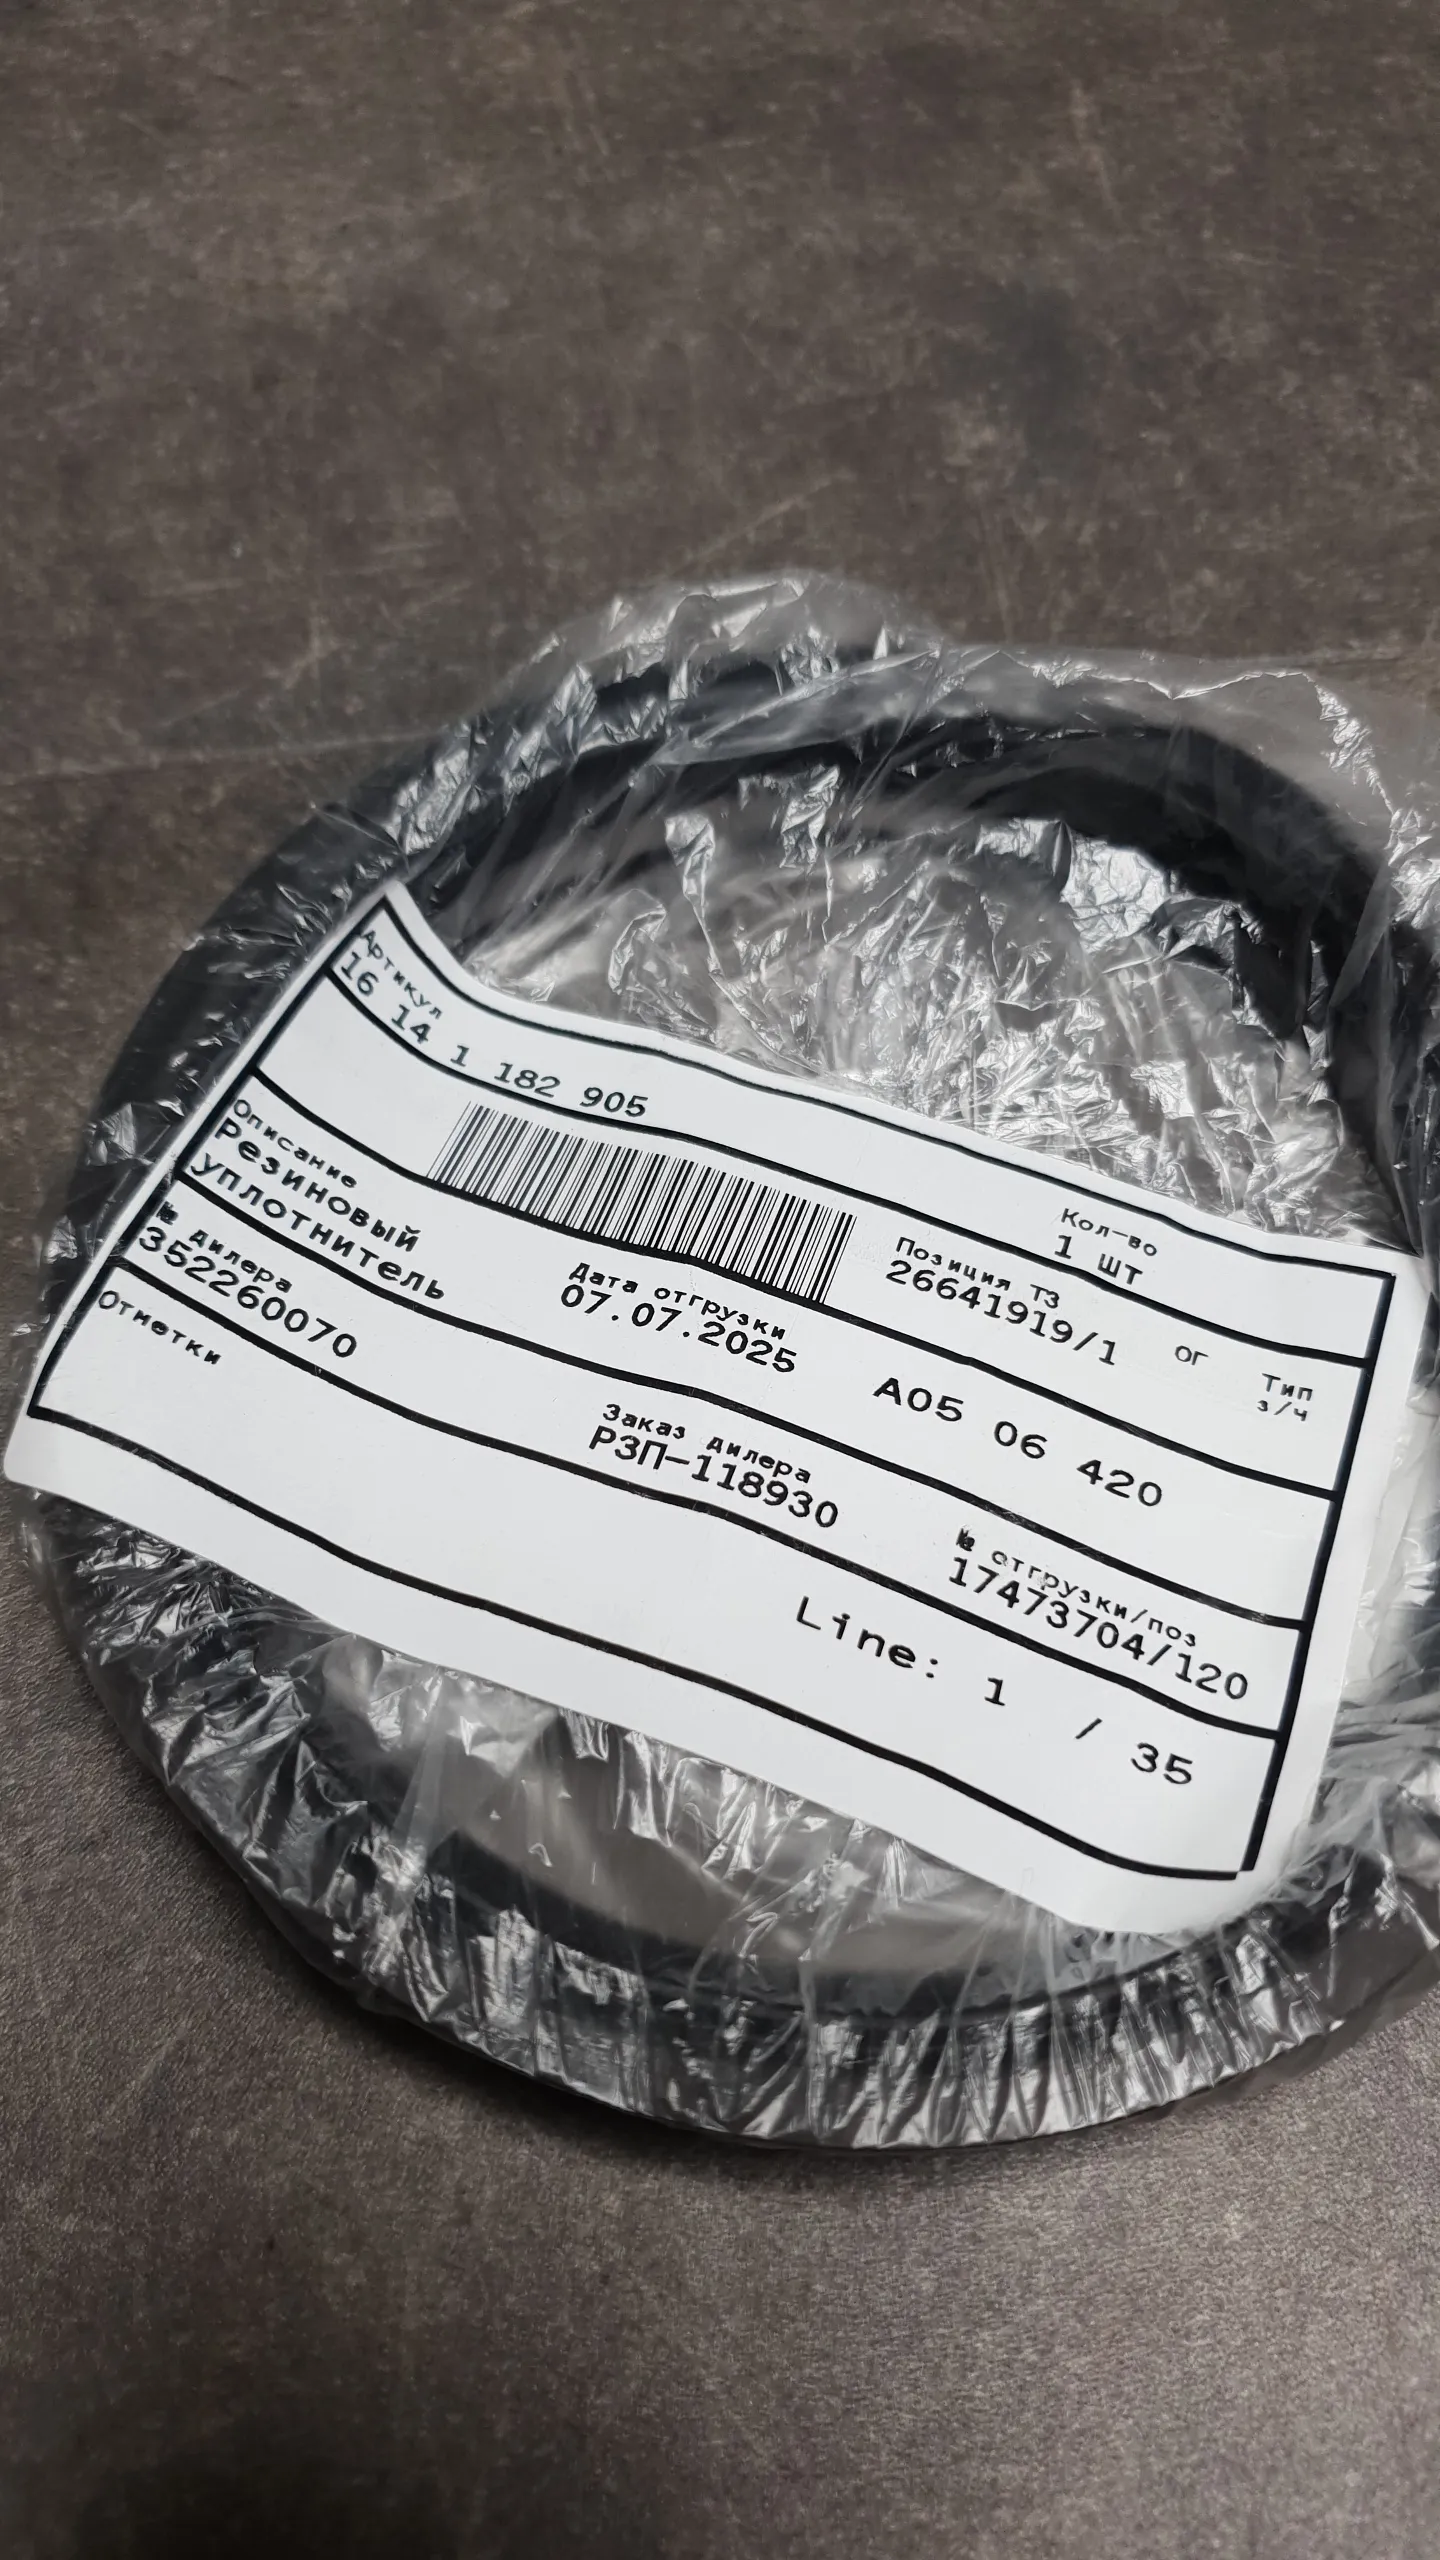 Артикул
16 14 1 182 905
Кол-во
1 шт
Описание
Резиновый
уплотнитель
Позиция ТЗ
26641919/1
ОГ
Тип
з/ч
Дата отгрузки
07.07.2025
A05 06 420
№ дилера
352260070
Заказ дилера
РЗП-118930
№ отгрузки/поз
17473704/120
Отметки
Line: 1 / 35